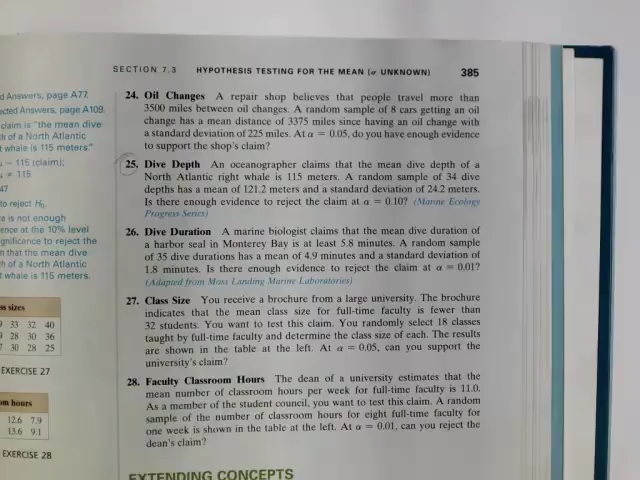 SECTION 7.3 HYPOTHESIS TESTING FOR THE MEAN (σ UNKNOWN) 385
d Answers, page A77.
ected Answers, page A109.
claim is "the mean dive
h of a North Atlantic
t whale is 115 meters."
= 115 (claim);
≠ 115
47
to reject H₀.
re is not enough
ence at the 10% level
gnificance to reject the
m that the mean dive
th of a North Atlantic
t whale is 115 meters.
ss sizes
33 32 40
28 30 36
30 28 25
EXERCISE 27
om hours
12.6 7.9
13.6 9.1
EXERCISE 28
24. Oil Changes A repair shop believes that people travel more than
3500 miles between oil changes. A random sample of 8 cars getting an oil
change has a mean distance of 3375 miles since having an oil change with
a standard deviation of 225 miles. At α = 0.05, do you have enough evidence
to support the shop's claim?
25. Dive Depth An oceanographer claims that the mean dive depth of a
North Atlantic right whale is 115 meters. A random sample of 34 dive
depths has a mean of 121.2 meters and a standard deviation of 24.2 meters.
Is there enough evidence to reject the claim at α = 0.10? (Marine Ecology
Progress Series)
26. Dive Duration A marine biologist claims that the mean dive duration of
a harbor seal in Monterey Bay is at least 5.8 minutes. A random sample
of 35 dive durations has a mean of 4.9 minutes and a standard deviation of
1.8 minutes. Is there enough evidence to reject the claim at α = 0.01?
(Adapted from Moss Landing Marine Laboratories)
27. Class Size You receive a brochure from a large university. The brochure
indicates that the mean class size for full-time faculty is fewer than
32 students. You want to test this claim. You randomly select 18 classes
taught by full-time faculty and determine the class size of each. The results
are shown in the table at the left. At α = 0.05, can you support the
university's claim?
28. Faculty Classroom Hours The dean of a university estimates that the
mean number of classroom hours per week for full-time faculty is 11.0.
As a member of the student council, you want to test this claim. A random
sample of the number of classroom hours for eight full-time faculty for
one week is shown in the table at the left. At α = 0.01, can you reject the
dean's claim?
EXTENDING CONCEPTS